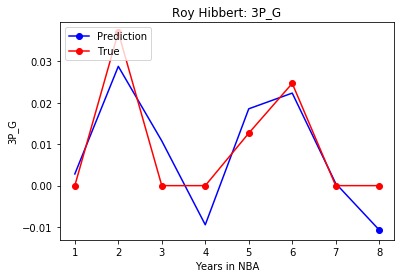 Roy Hibbert: 3P_G
Prediction
True
3P_G
0.03
0.02
0.01
0.00
−0.01
1 2 3 4 5 6 7 8
Years in NBA